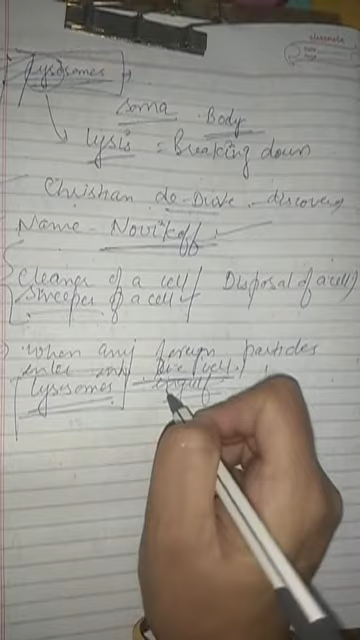 Lysosomes
Soma Body
Lysis = Breaking down
Christian de-Duve - discovery
Name - Novikoff
Cleaner of a cell / Disposal of a cell
Sweeper of a cell
When any foreign particles
enter into the cell
Lysosomes engulf